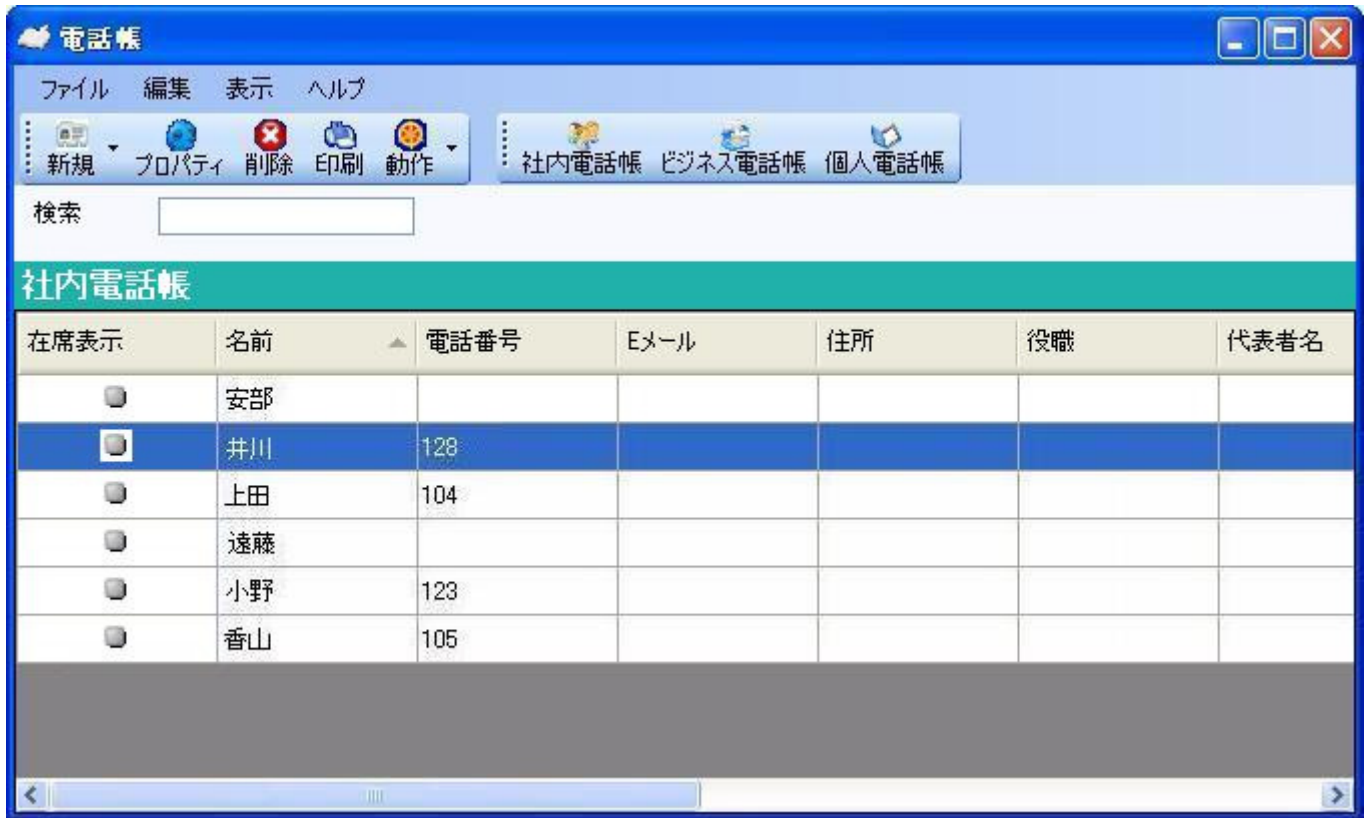 電話帳
ファイル 編集 表示 ヘルプ
新規 プロパティ 削除 印刷 動作 社内電話帳 ビジネス電話帳 個人電話帳
検索
社内電話帳
在席表示 名前 電話番号 Eメール 住所 役職 代表者名
安部
井川 128
上田 104
遠藤
小野 123
香山 105